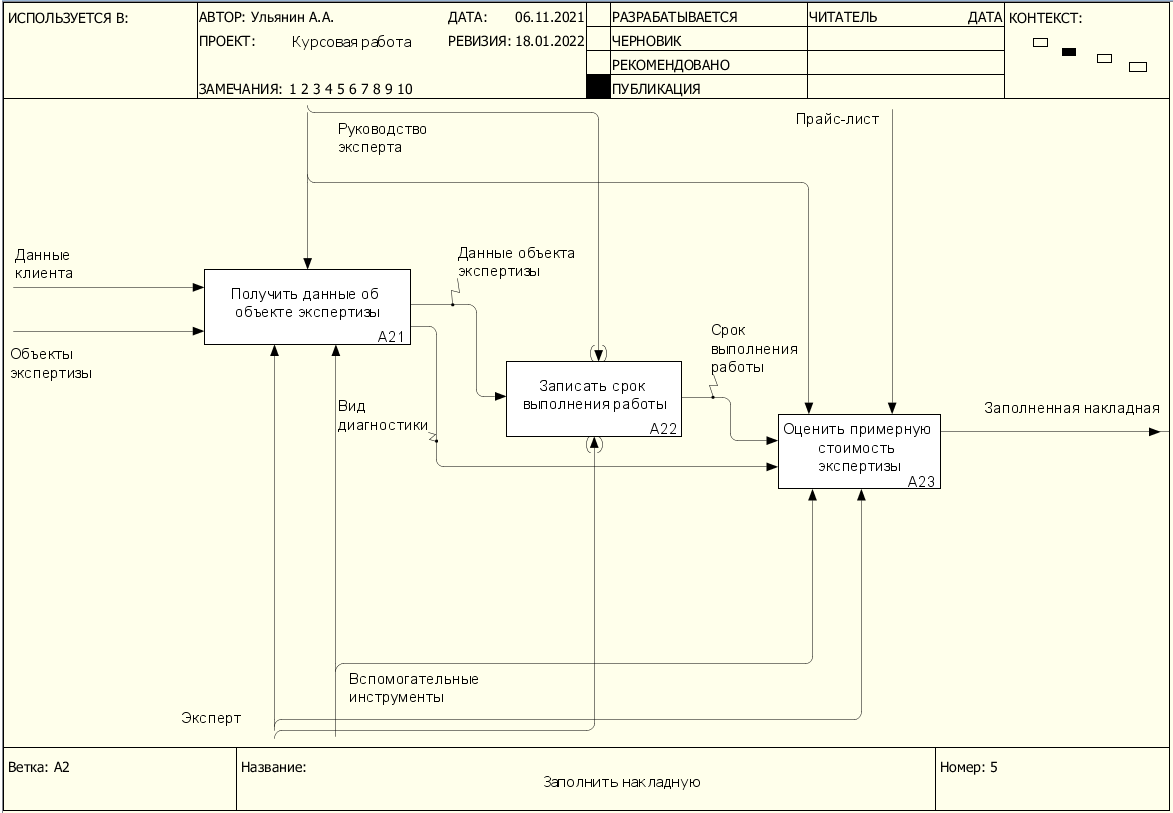 ИСПОЛЬЗУЕТСЯ В:
АВТОР: Ульянин А.А.
ДАТА: 06.11.2021
ПРОЕКТ: Курсовая работа
РЕВИЗИЯ: 18.01.2022
ЗАМЕЧАНИЯ: 1 2 3 4 5 6 7 8 9 10
РАЗРАБАТЫВАЕТСЯ
ЧЕРНОВИК
РЕКОМЕНДОВАНО
ПУБЛИКАЦИЯ
ЧИТАТЕЛЬ ДАТА
КОНТЕКСТ:
Руководство
эксперта
Прайс-лист
Данные
клиента
Объекты
экспертизы
Получить данные об
объекте экспертизы
A21
Данные объекта
экспертизы
Вид
диагностики
Записать срок
выполнения работы
A22
Срок
выполнения
работы
Оценить примерную
стоимость
экспертизы
A23
Заполненная накладная
Вспомогательные
инструменты
Эксперт
Ветка: A2
Название:
Заполнить накладную
Номер: 5